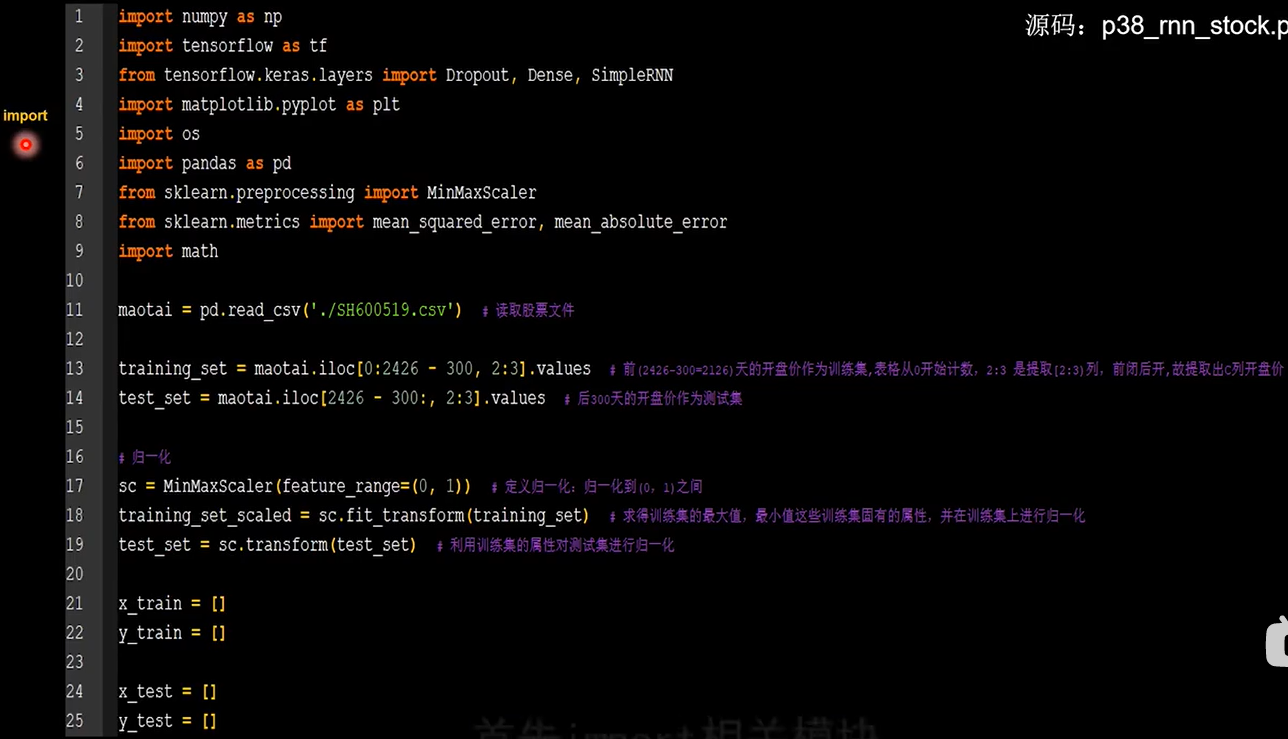 源码：p38_rnn_stock.p
import
1 import numpy as np
2 import tensorflow as tf
3 from tensorflow.keras.layers import Dropout, Dense, SimpleRNN
4 import matplotlib.pyplot as plt
5 import os
6 import pandas as pd
7 from sklearn.preprocessing import MinMaxScaler
8 from sklearn.metrics import mean_squared_error, mean_absolute_error
9 import math
10
11 maotai = pd.read_csv('./SH600519.csv')  # 读取股票文件
12
13 training_set = maotai.iloc[0:2426 - 300, 2:3].values  # 前(2426-300=2126)天的开盘价作为训练集,表格从0开始计数，2:3 是提取[2:3)列，前闭后开,故提取出C列开盘价
14 test_set = maotai.iloc[2426 - 300:, 2:3].values  # 后300天的开盘价作为测试集
15
16 # 归一化
17 sc = MinMaxScaler(feature_range=(0, 1))  # 定义归一化：归一化到(0，1)之间
18 training_set_scaled = sc.fit_transform(training_set)  # 求得训练集的最大值，最小值这些训练集固有的属性，并在训练集上进行归一化
19 test_set = sc.transform(test_set)  # 利用训练集的属性对测试集进行归一化
20
21 x_train = []
22 y_train = []
23
24 x_test = []
25 y_test = []
首先import相关模块